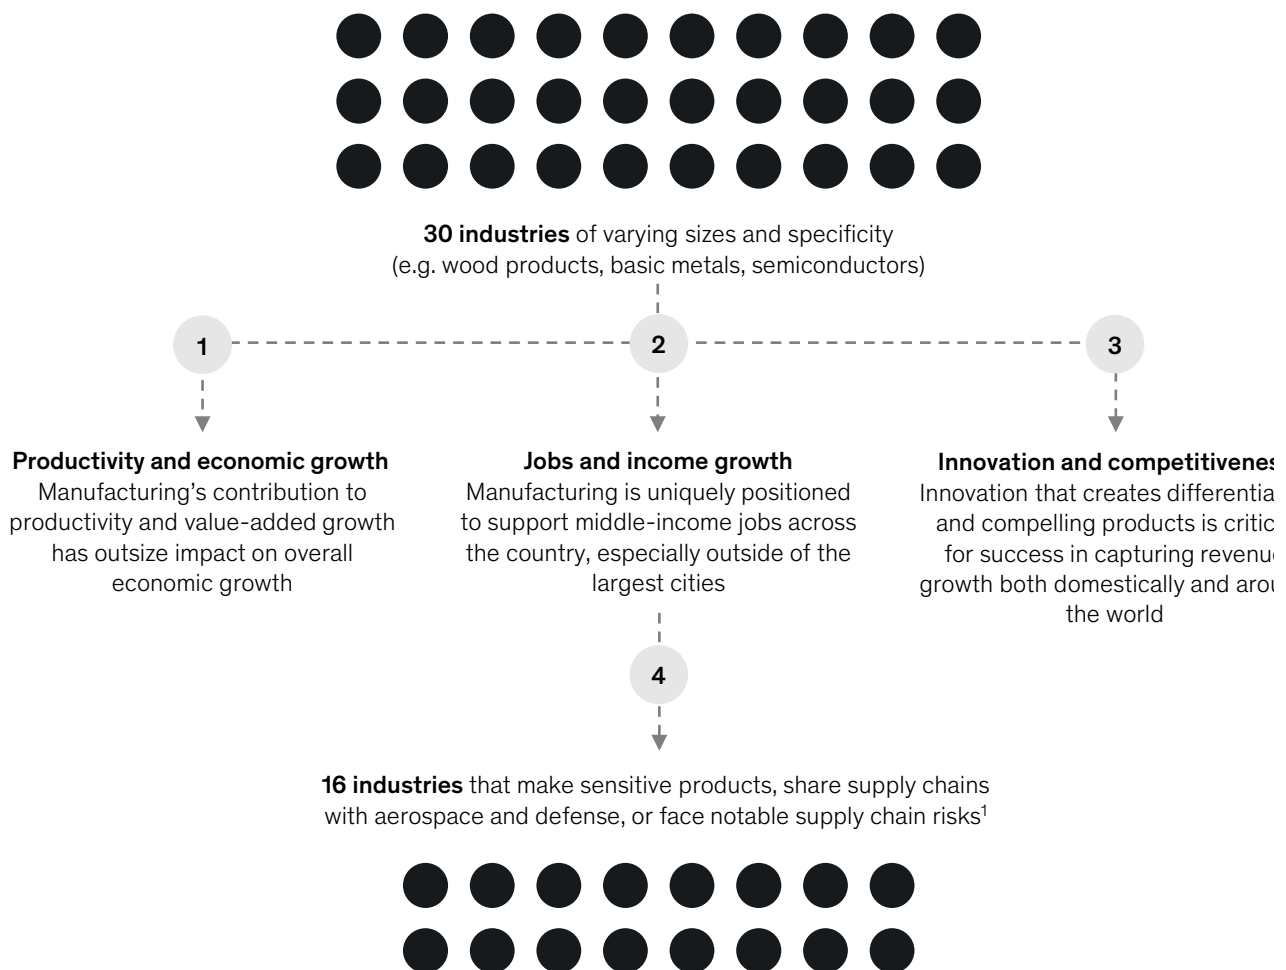 30 industries of varying sizes and specificity
(e.g. wood products, basic metals, semiconductors)
1
2
3
Productivity and economic growth
Manufacturing’s contribution to
productivity and value-added growth
has outsize impact on overall
economic growth
Jobs and income growth
Manufacturing is uniquely positioned
to support middle-income jobs across
the country, especially outside of the
largest cities
Innovation and
Innovation that creates
and compelling products is
for success in capturing
growth both domestically and
the world
4
16 industries that make sensitive products, share supply chains
with aerospace and defense, or face notable supply chain risks¹